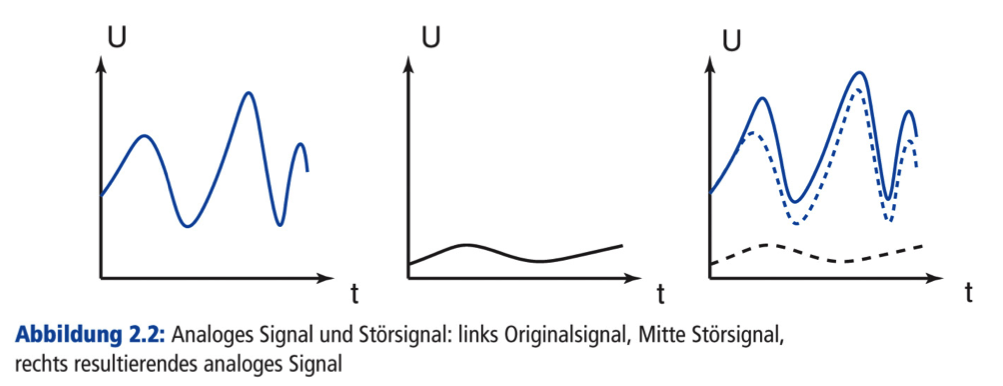 U
U
U
t
t
t
Abbildung 2.2: Analoges Signal und Störsignal: links Originalsignal, Mitte Störsignal,
rechts resultierendes analoges Signal